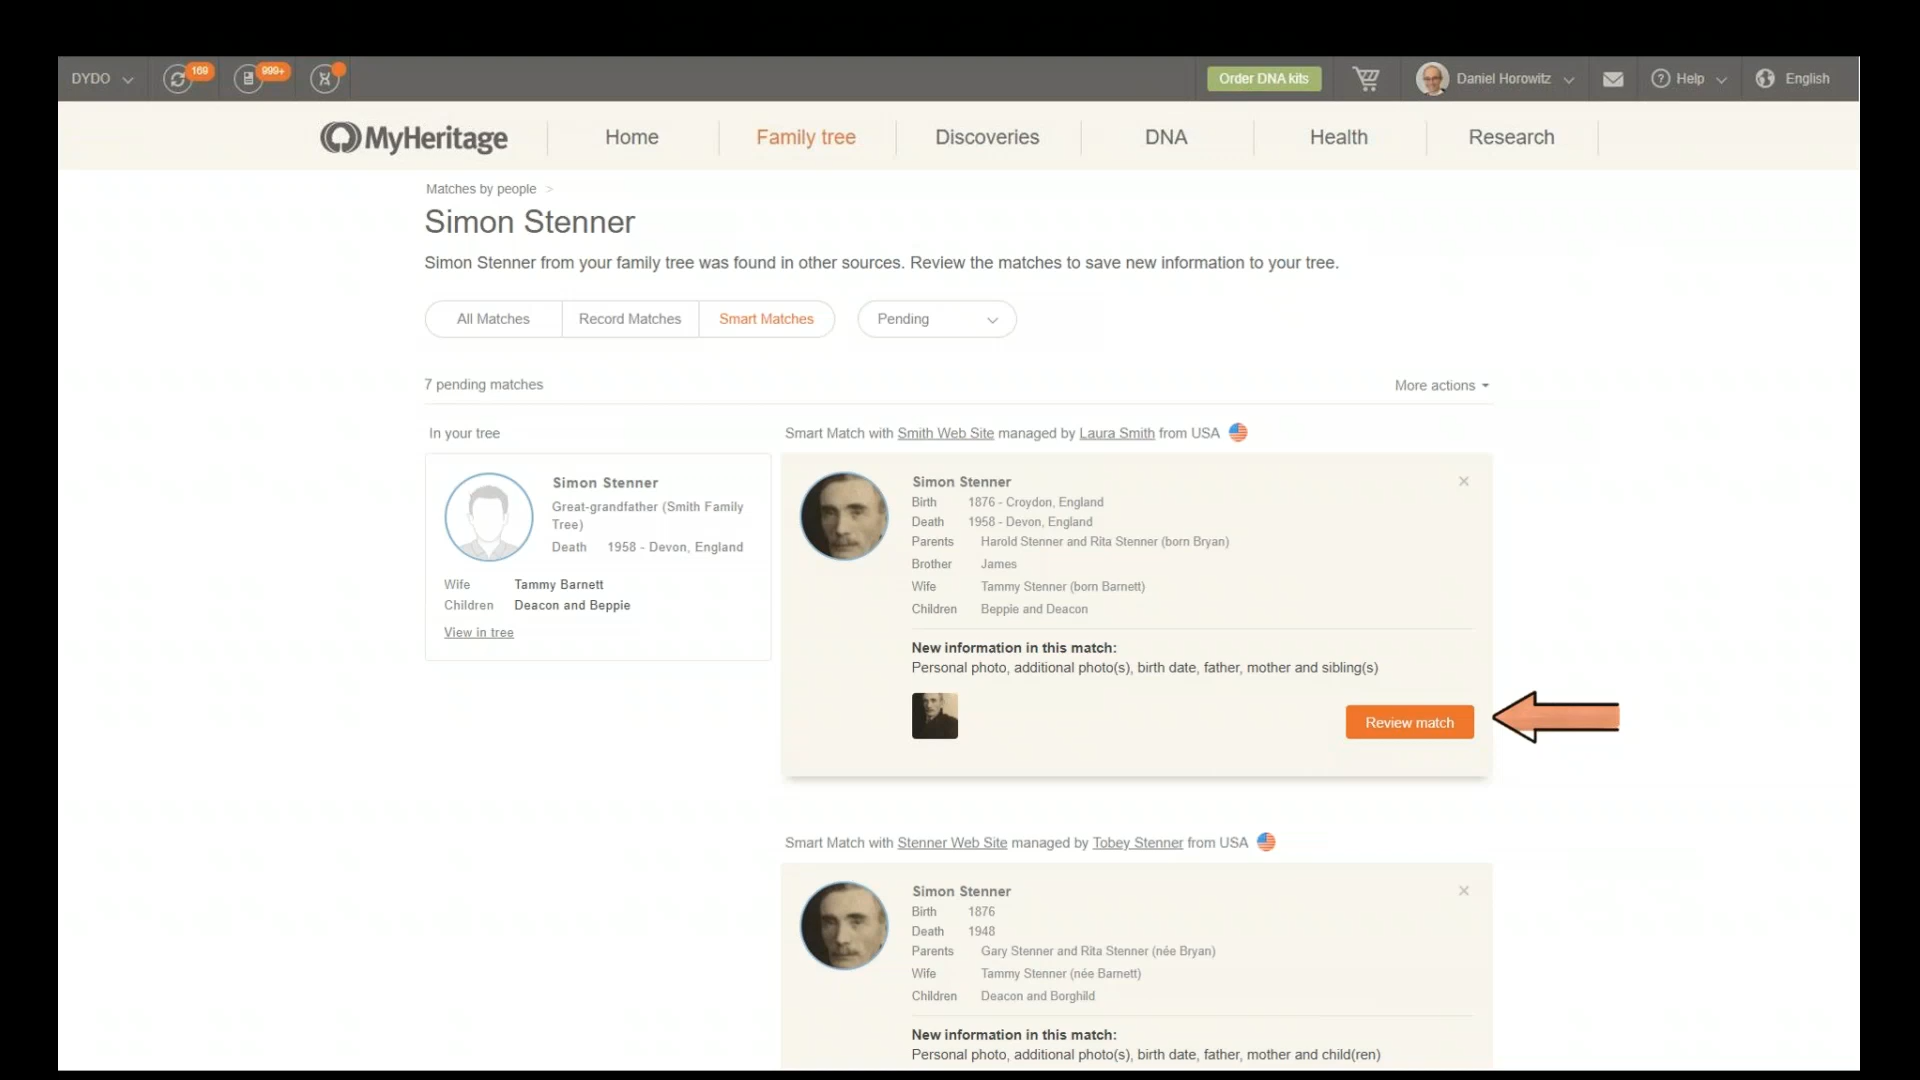 DYDO
169
999+
Order DNA kits
Daniel Horowitz
Help
English
MyHeritage
Home
Family tree
Discoveries
DNA
Health
Research
Matches by people >
Simon Stenner
Simon Stenner from your family tree was found in other sources. Review the matches to save new information to your tree.
All Matches
Record Matches
Smart Matches
Pending
7 pending matches
More actions
In your tree
Simon Stenner
Great-grandfather (Smith Family
Tree)
Death 1958 - Devon, England
Wife Tammy Barnett
Children Deacon and Beppie
View in tree
Smart Match with Smith Web Site managed by Laura Smith from USA
Simon Stenner
Birth 1876 - Croydon, England
Death 1958 - Devon, England
Parents Harold Stenner and Rita Stenner (born Bryan)
Brother James
Wife Tammy Stenner (born Barnett)
Children Beppie and Deacon
New information in this match:
Personal photo, additional photo(s), birth date, father, mother and sibling(s)
Review match
Smart Match with Stenner Web Site managed by Tobey Stenner from USA
Simon Stenner
Birth 1876
Death 1948
Parents Gary Stenner and Rita Stenner (née Bryan)
Wife Tammy Stenner (née Barnett)
Children Deacon and Borghild
New information in this match:
Personal photo, additional photo(s), birth date, father, mother and child(ren)